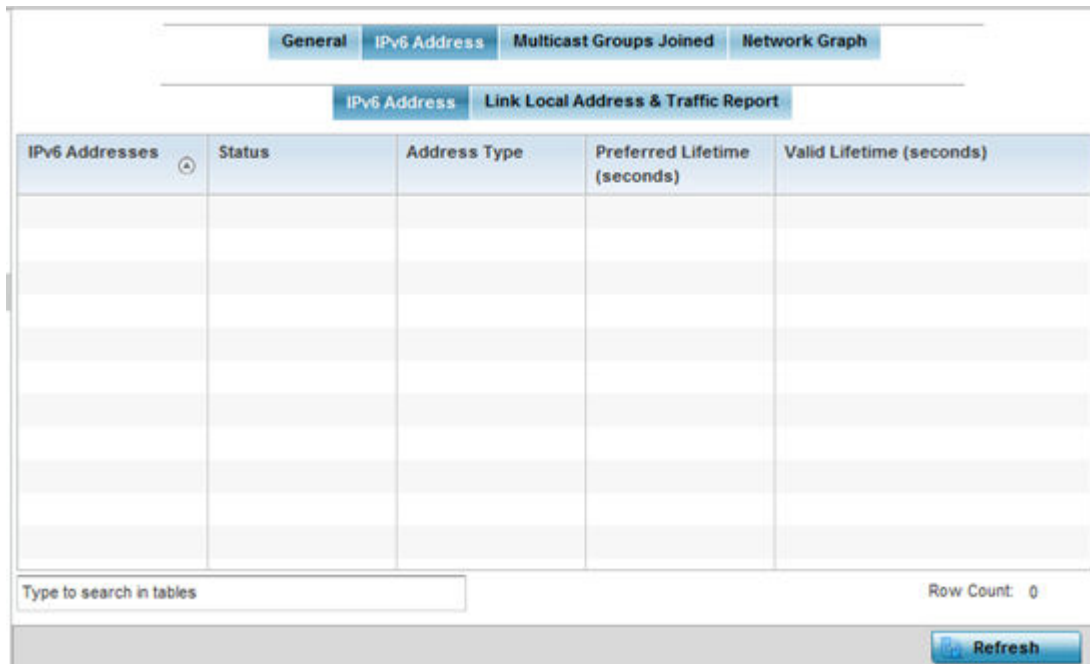 General IPv6 Address Multicast Groups Joined Network Graph
IPv6 Address Link Local Address & Traffic Report
IPv6 Addresses Status Address Type Preferred Lifetime (seconds) Valid Lifetime (seconds)
Type to search in tables Row Count: 0
Refresh